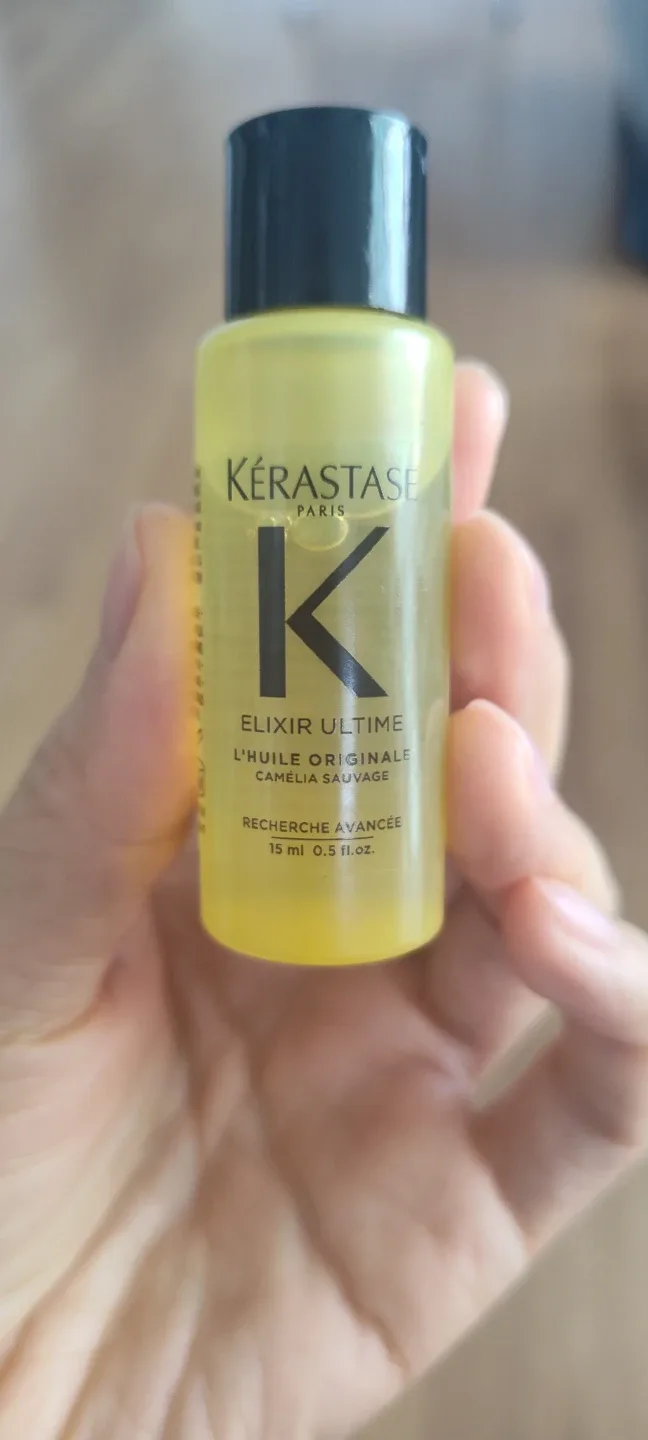 KÉRASTASE
PARIS
K
ELIXIR ULTIME
L'HUILE ORIGINALE
CAMÉLIA SAUVAGE
RECHERCHE AVANCÉE
15 ml 0.5 fl.oz.